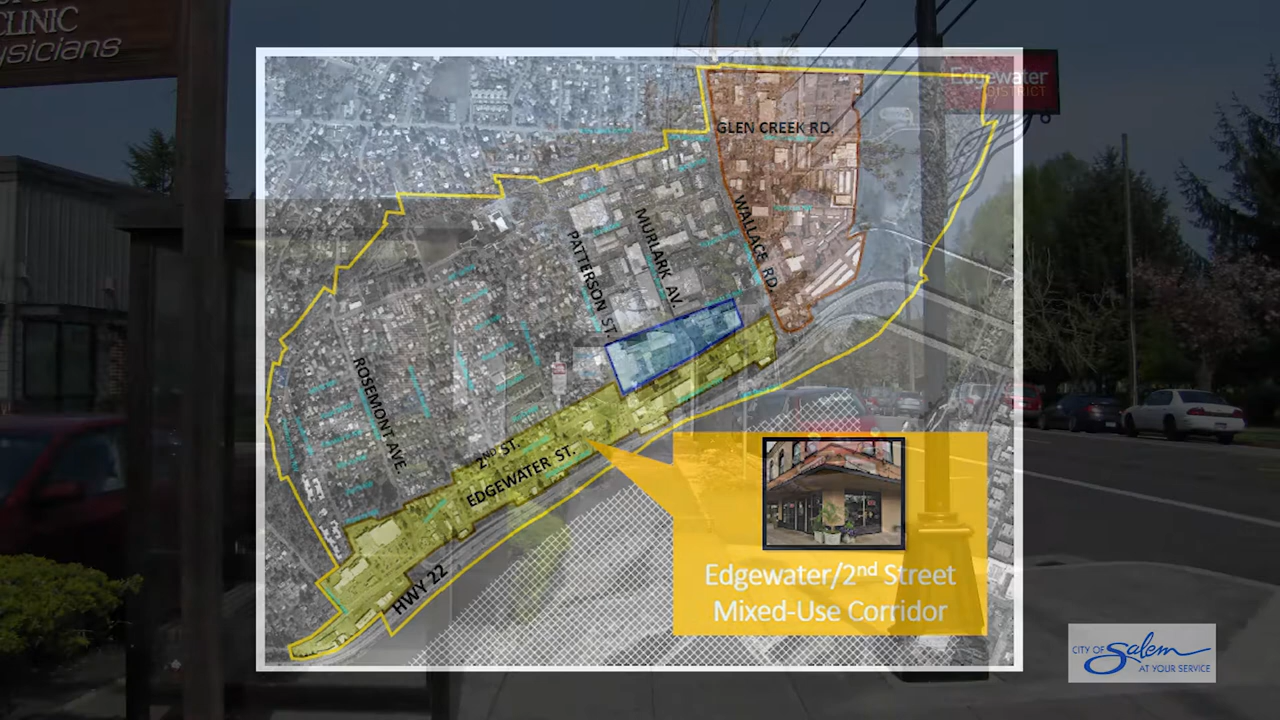 CLINIC
ysicians
Edgewater
DISTRICT
GLEN CREEK RD.
WALLACE RD.
MURLARK AV.
PATTERSON ST.
ROSEMONT AVE.
2ND ST.
EDGEWATER ST.
HWY 22
Edgewater/2nd Street
Mixed-Use Corridor
CITY OF Salem
AT YOUR SERVICE